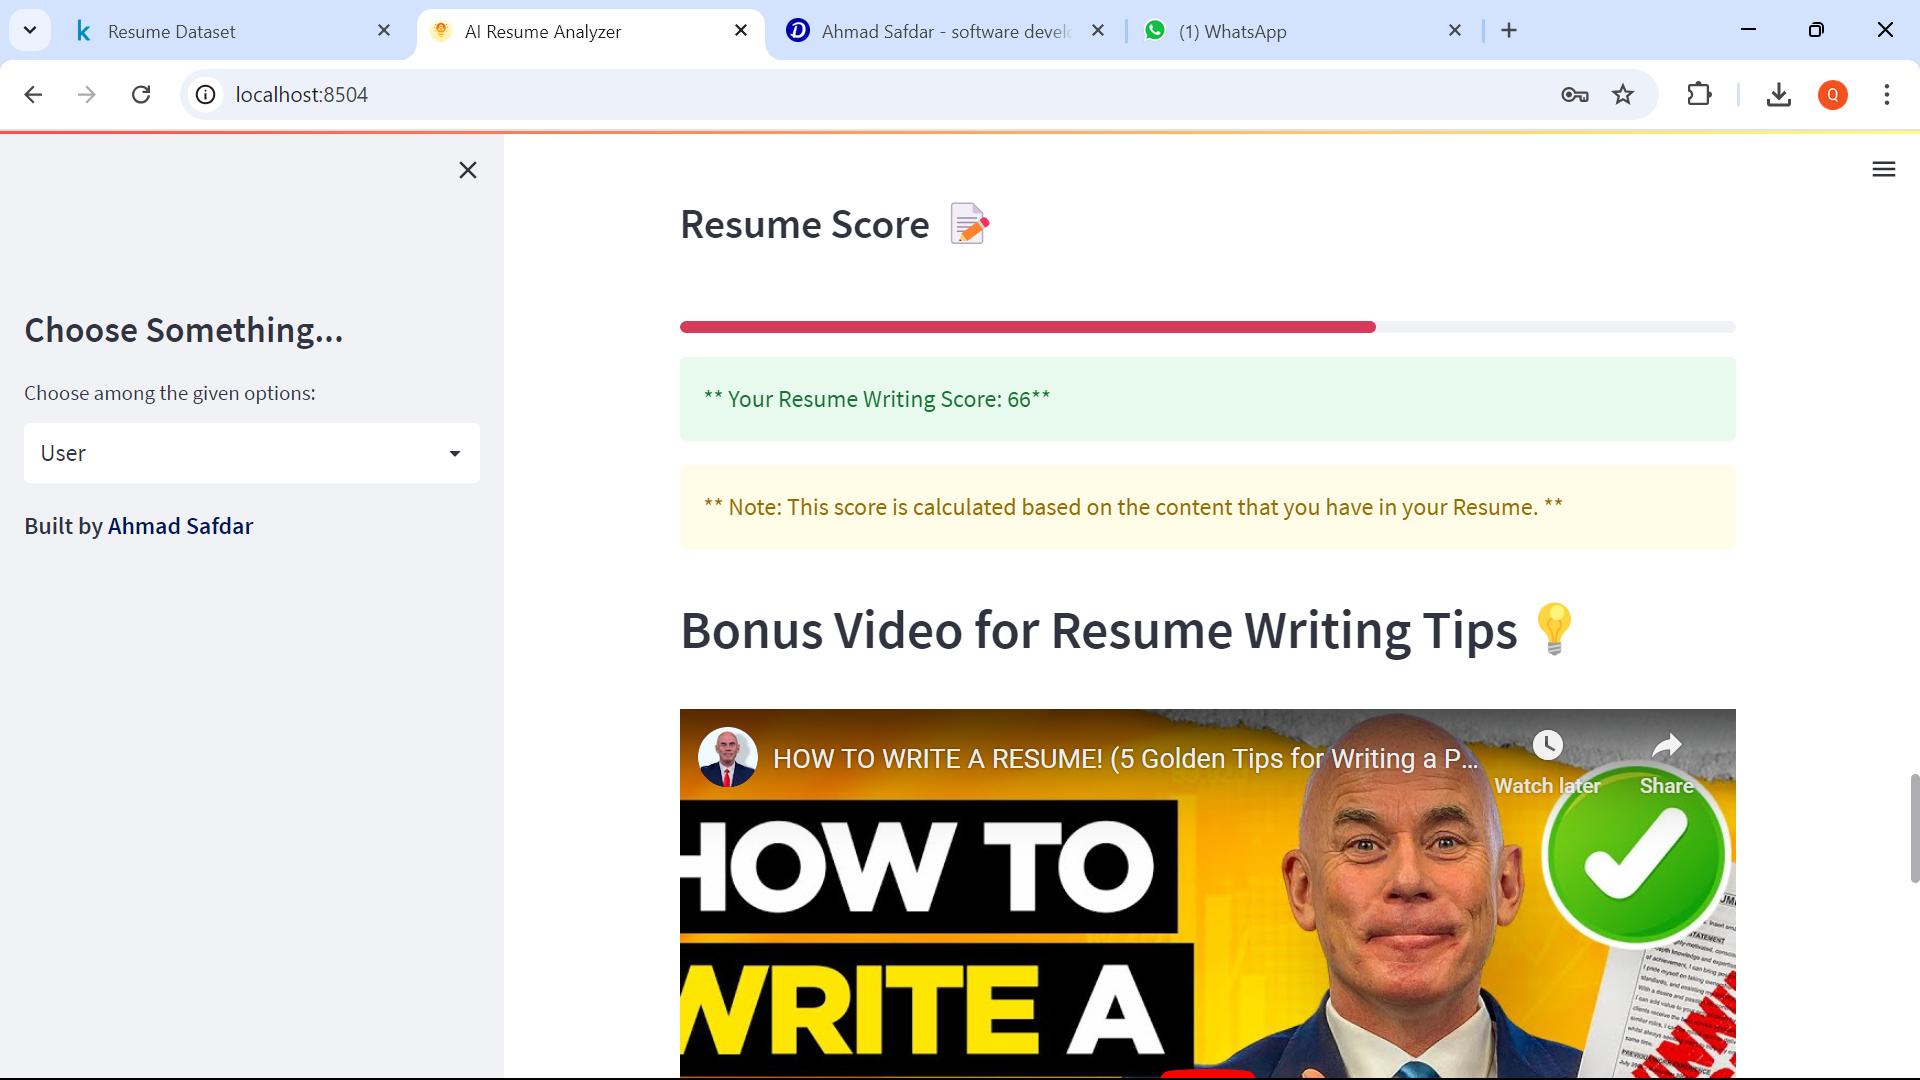 Resume Dataset
AI Resume Analyzer
Ahmad Safdar - software devel
(1) WhatsApp
localhost:8504
Q
Choose Something...
Choose among the given options:
User
Built by Ahmad Safdar
Resume Score
** Your Resume Writing Score: 66**
** Note: This score is calculated based on the content that you have in your Resume. **
Bonus Video for Resume Writing Tips
HOW TO WRITE A RESUME! (5 Golden Tips for Writing a P...
Watch later
Share
HOW TO
WRITE A